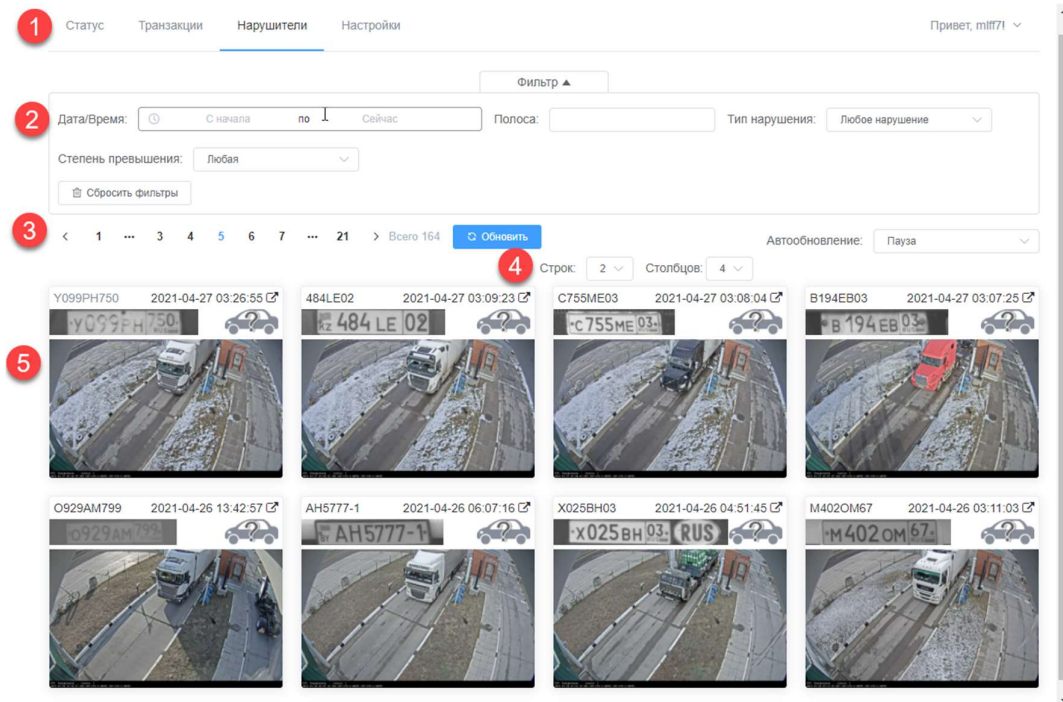 1 Статус Транзакции Нарушители Настройки Привет, mlff7!
Фильтр ▲
2 Дата/Время: С начала по Сейчас Полоса: Тип нарушения: Любое нарушение
Степень превышения: Любая
Сбросить фильтры
3 < 1 ••• 3 4 5 6 7 ••• 21 > Всего 164 Обновить Автообновление: Пауза
4 Строк: 2 Столбцов: 4
Y099PH750 2021-04-27 03:26:55 484LE02 2021-04-27 03:09:23 C755ME03 2021-04-27 03:08:04 B194EB03 2021-04-27 03:07:25
Y099PH 750 KZ 484 LE 02 C755ME 03 B 194 EB 03
5
O929AM799 2021-04-26 13:42:57 AH5777-1 2021-04-26 06:07:16 X025BH03 2021-04-26 04:51:45 M402OM67 2021-04-26 03:11:03
O929AM 799 BY AH5777-1 X025BH 03 RUS M402OM 67